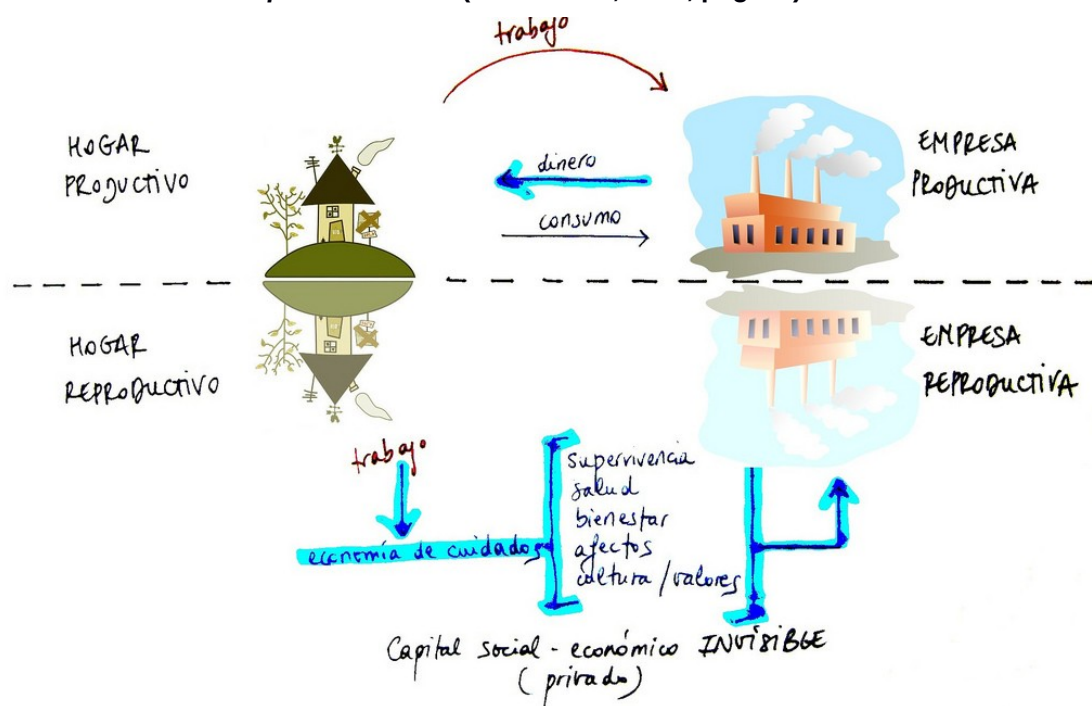 trabajo
HOGAR
PRODUCTIVO
dinero
consumo
EMPRESA
PRODUCTIVA
HOGAR
REPRODUCTIVO
EMPRESA
REPRODUCTIVA
trabajo
economía de cuidados
supervivencia
salud
bienestar
afectos
cultura/valores
Capital social - económico INVISIBLE
(privado)